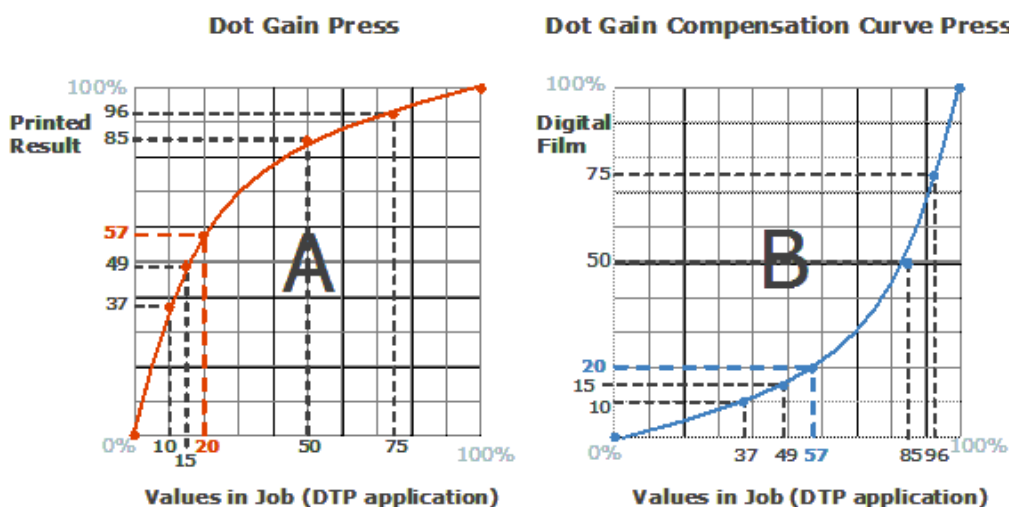 Dot Gain Press
100%
96
Printed
Result
85
57
49
37
A
0%
10
15
20
50
75
100%
Values in Job (DTP application)
Dot Gain Compensation Curve Press
100%
Digital
Film
75
50
20
15
10
B
0%
37
49
57
85
96
100%
Values in Job (DTP application)